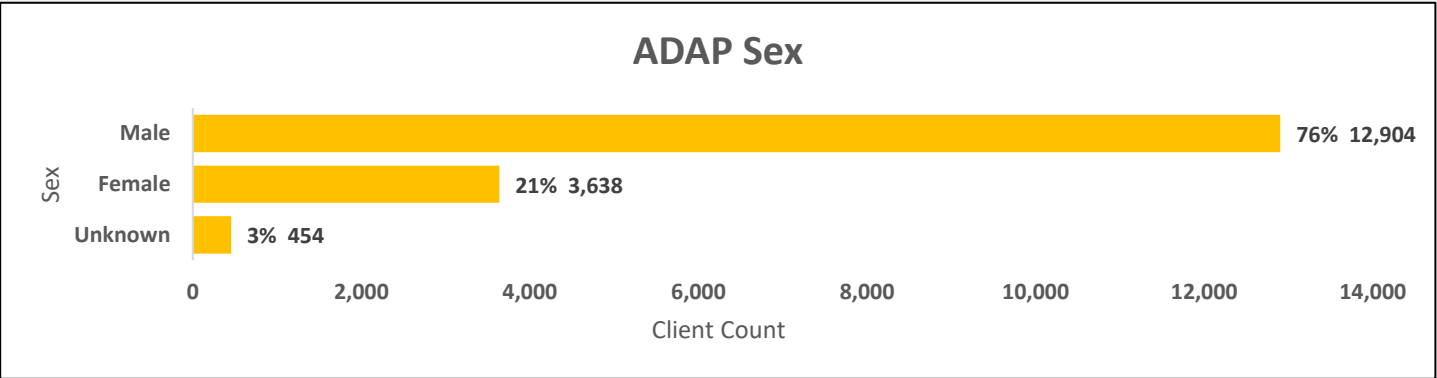 ADAP Sex
Sex
Male 76% 12,904
Female 21% 3,638
Unknown 3% 454
0 2,000 4,000 6,000 8,000 10,000 12,000 14,000
Client Count